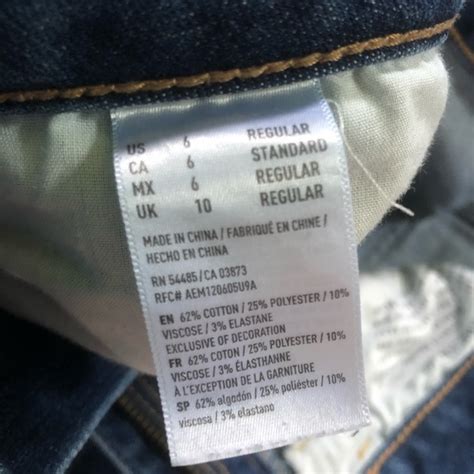 US 6 REGULAR
CA 6 STANDARD
MX 6 REGULAR
UK 10 REGULAR
MADE IN CHINA / FABRIQUÉ EN CHINE /
HECHO EN CHINA
RN 54485/CA 03873
RFC# AEM120605U9A
EN 62% COTTON / 25% POLYESTER / 10%
VISCOSE / 3% ELASTANE
EXCLUSIVE OF DECORATION
FR 62% COTON / 25% POLYESTER / 10%
VISCOSE / 3% ÉLASTHANNE
À L'EXCEPTION DE LA GARNITURE
SP 62% algodón / 25% poliéster / 10%
viscosa / 3% elastano